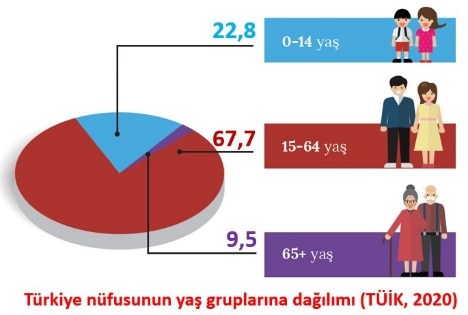 22,8
0-14 yaş
67,7
15-64 yaş
9,5
65+ yaş
Türkiye nüfusunun yaş gruplarına dağılımı (TÜİK, 2020)